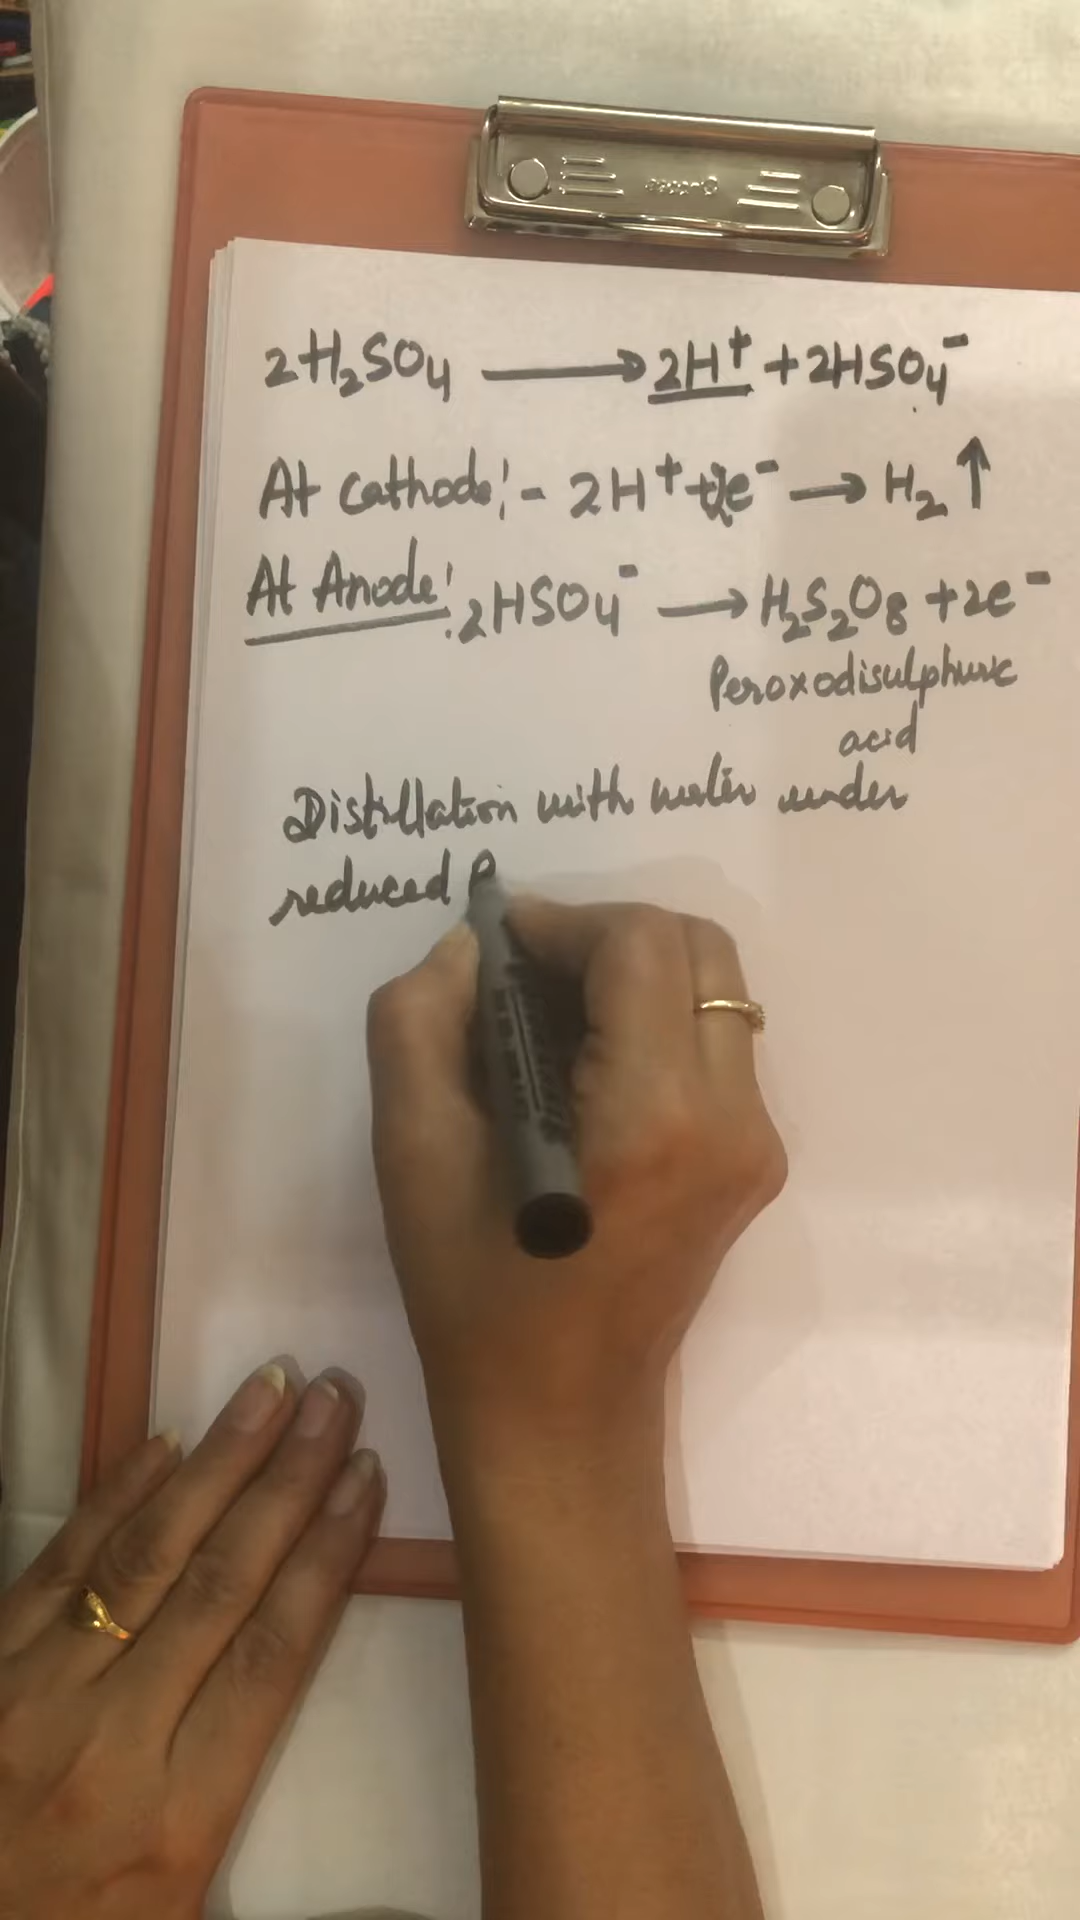 2H₂SO₄ ⟶ 2H⁺ + 2HSO₄⁻
At Cathode:- 2H⁺ + 2e⁻ ⟶ H₂ ↑
At Anode: 2HSO₄⁻ ⟶ H₂S₂O₈ + 2e⁻
Peroxodisulphuric
acid
Distillation with water under
reduced P